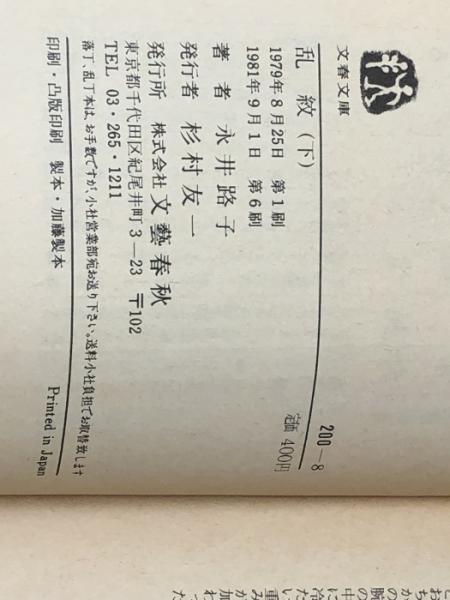 文春文庫
乱紋(下)
200—8
定価 400円
1979年8月25日 第1刷
1981年9月1日 第6刷
著者 永井路子
発行者 杉村友一
発行所 株式会社 文藝春秋
東京都千代田区紀尾井町3—23 〒102
TEL 03・265・1211
落丁、乱丁本は、お手数ですが小社営業部宛お送り下さい。送料小社負担でお取替致します
印刷・凸版印刷 製本・加藤製本
Printed in Japan